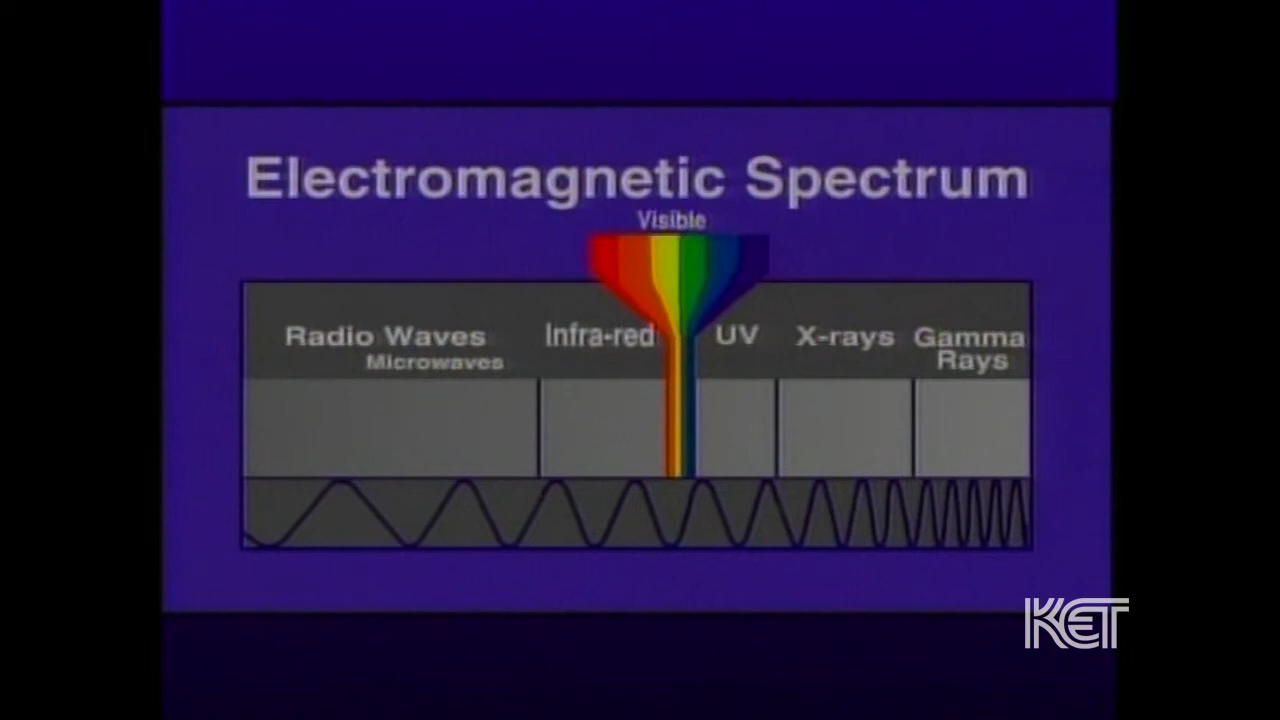 Electromagnetic Spectrum
Visible
Radio Waves
Microwaves
Infra-red
UV
X-rays
Gamma
Rays
KET